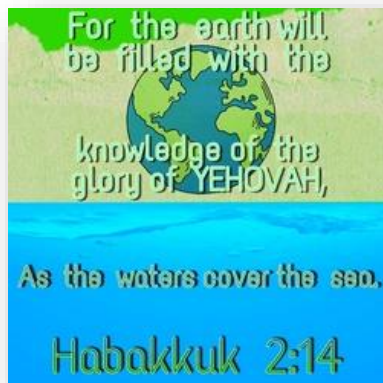 For the earth will
be filled with the
knowledge of the
glory of YEHOVAH,
As the waters cover the sea.
Habakkuk 2:14